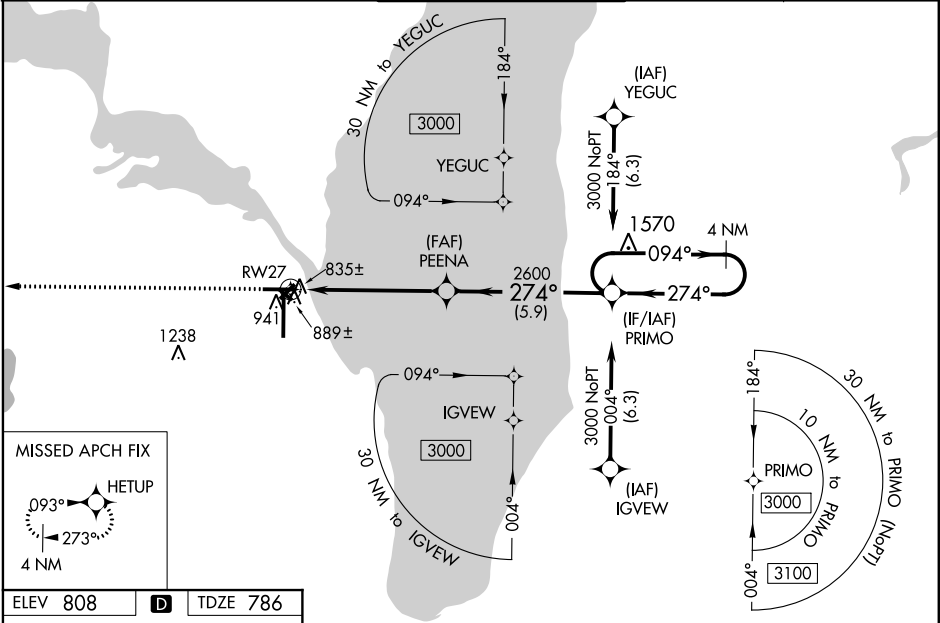 30 NM to YEGUC
184°
3000
YEGUC
094°
(IAF)
YEGUC
3000 NoPT
184°
(6.3)
1570
4 NM
094°
274°
(IF/IAF)
PRIMO
(FAF)
PEENA
2600
274°
(5.9)
RW27
835±
941
889±
1238
094°
IGVEW
3000
004°
30 NM to IGVEW
3000 NoPT
004°
(6.3)
(IAF)
IGVEW
184°
30 NM to PRIMO (NoPT)
10 NM to PRIMO
PRIMO
3000
3100
004°
MISSED APCH FIX
HETUP
093°
273°
4 NM
ELEV 808
D
TDZE 786